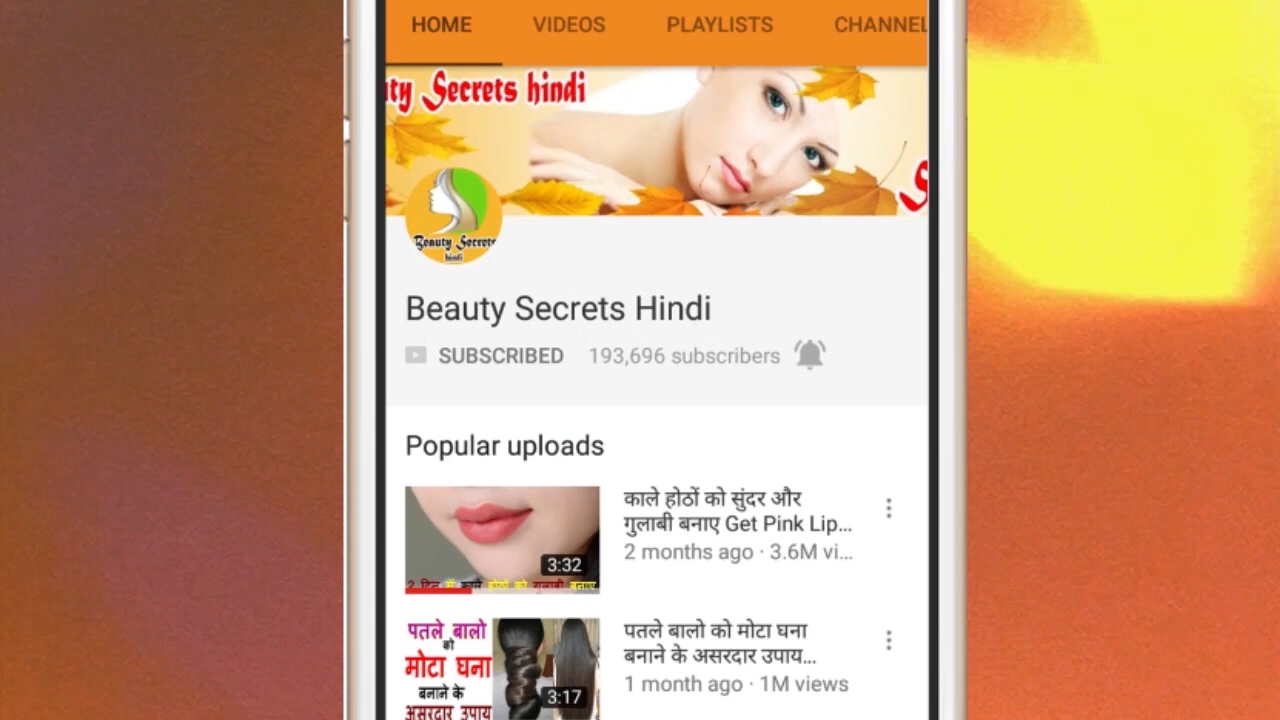 HOME VIDEOS PLAYLISTS CHANNEL
ty Secrets hindi
S
Beauty Secrets
hindi
Beauty Secrets Hindi
SUBSCRIBED 193,696 subscribers
Popular uploads
काले होठों को सुंदर और
गुलाबी बनाए Get Pink Lip...
2 months ago · 3.6M vi...
3:32
2 दिन में काले होठों को गुलाबी बनाए
पतले बालो को मोटा घना
बनाने के असरदार उपाय...
1 month ago · 1M views
पतले बालो
को
मोटा घना
बनाने के
असरदार उपाय
3:17